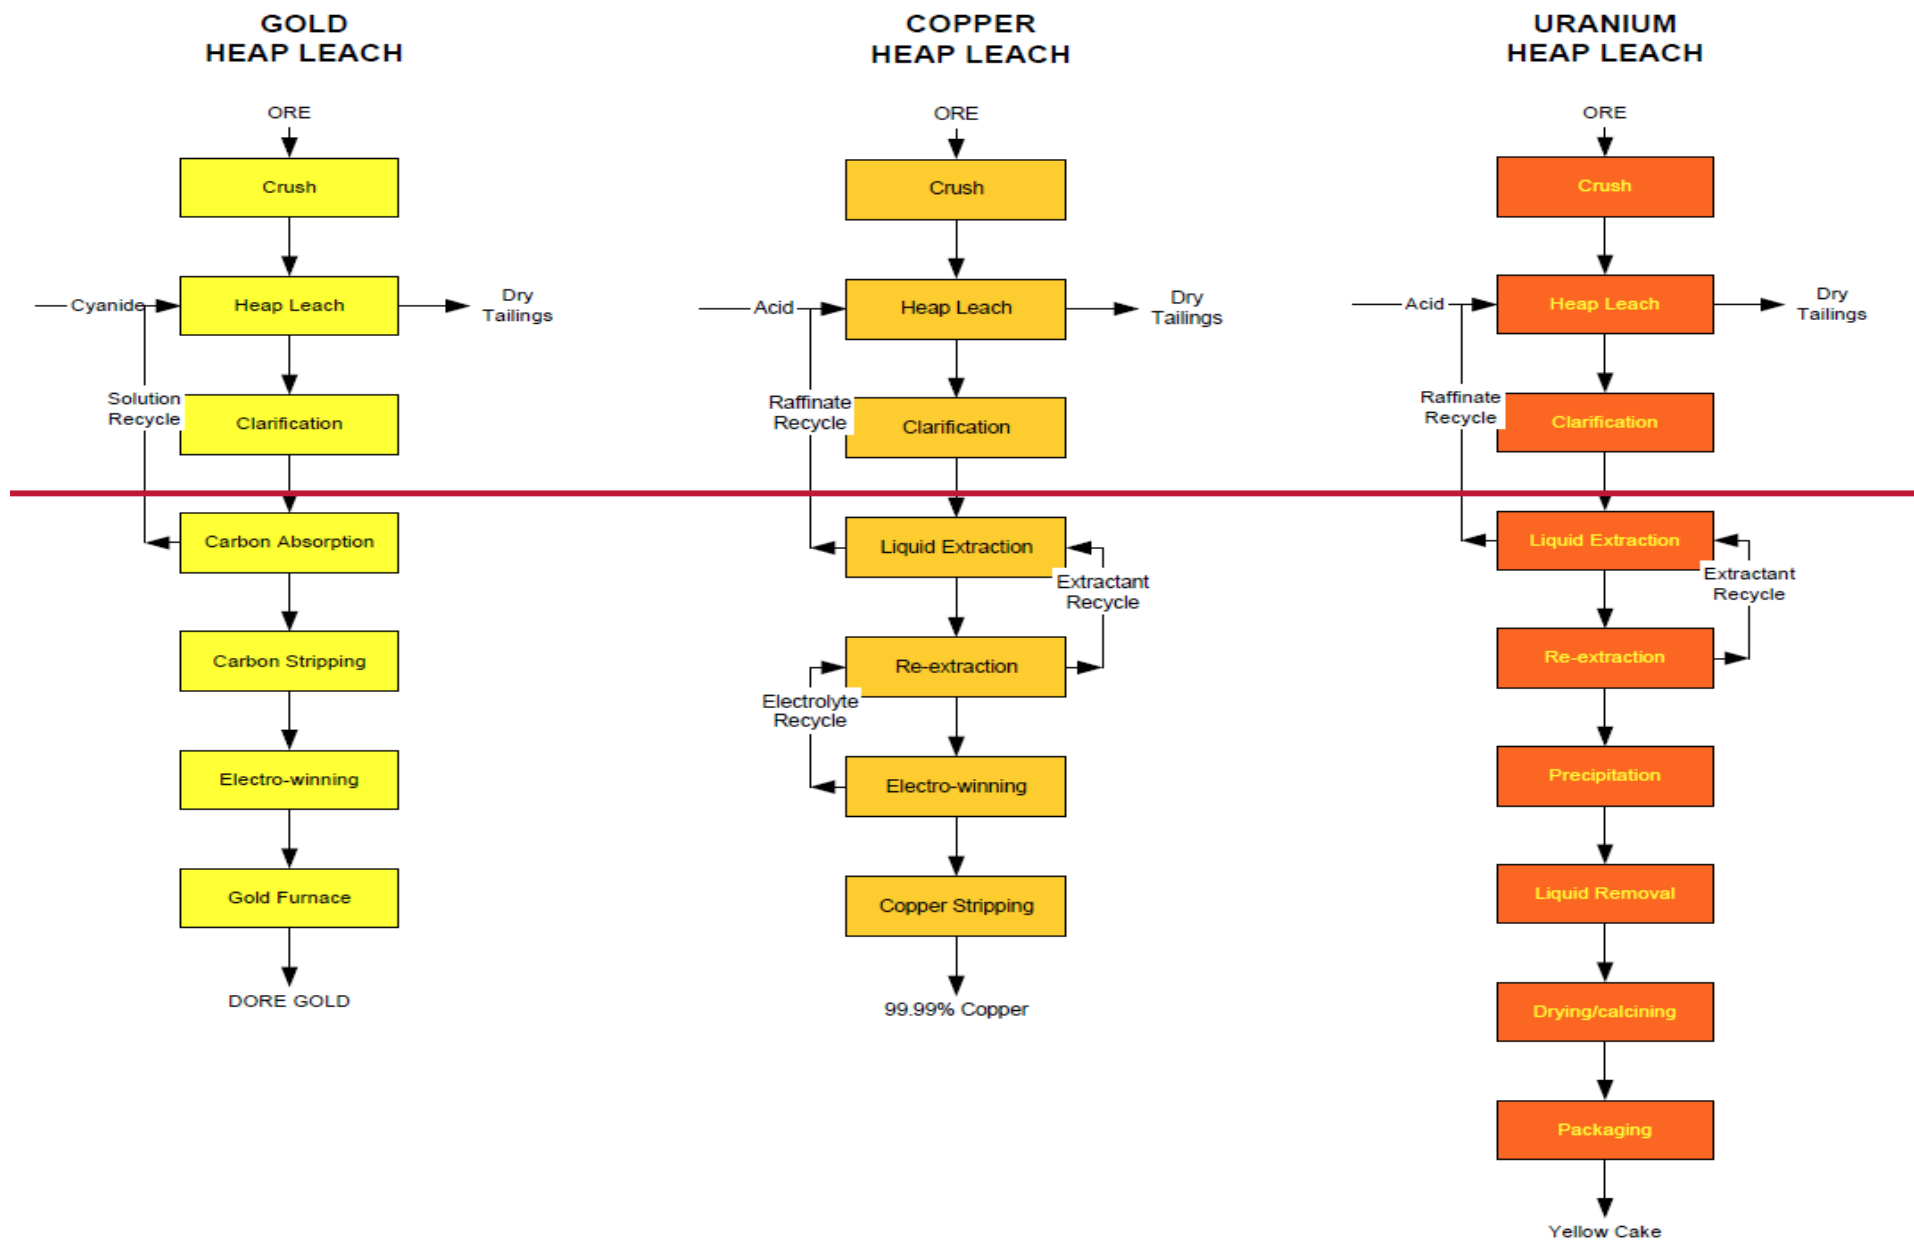 GOLD
HEAP LEACH
ORE
Crush
Cyanide
Heap Leach
Dry
Tailings
Solution
Recycle
Clarification
Carbon Absorption
Carbon Stripping
Electro-winning
Gold Furnace
DORE GOLD
COPPER
HEAP LEACH
ORE
Crush
Acid
Heap Leach
Dry
Tailings
Raffinate
Recycle
Clarification
Liquid Extraction
Extractant
Recycle
Re-extraction
Electrolyte
Recycle
Electro-winning
Copper Stripping
99.99% Copper
URANIUM
HEAP LEACH
ORE
Crush
Acid
Heap Leach
Dry
Tailings
Raffinate
Recycle
Clarification
Liquid Extraction
Extractant
Recycle
Re-extraction
Precipitation
Liquid Removal
Drying/calcining
Packaging
Yellow Cake